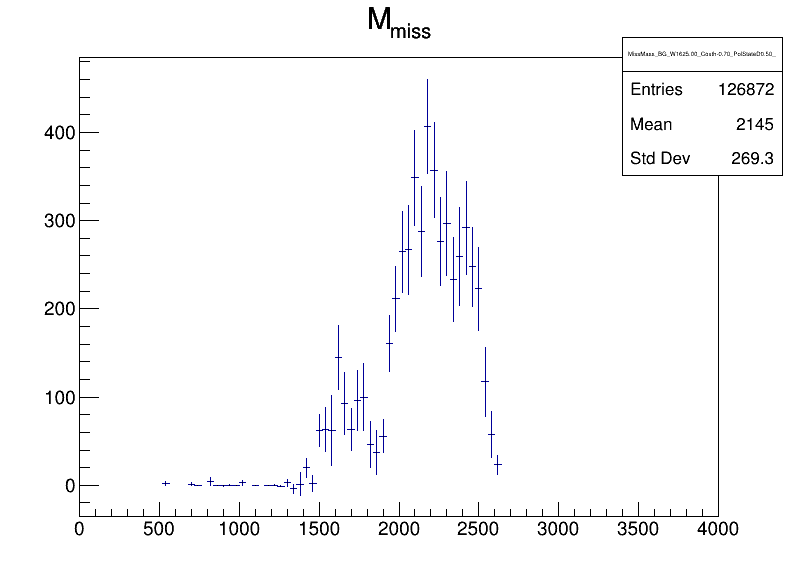 M_miss
MissMass_BG_W1625.00_Costh-0.70_PolStateD0.50_
Entries 126872
Mean 2145
Std Dev 269.3
400
300
200
100
0
0 500 1000 1500 2000 2500 3000 3500 4000